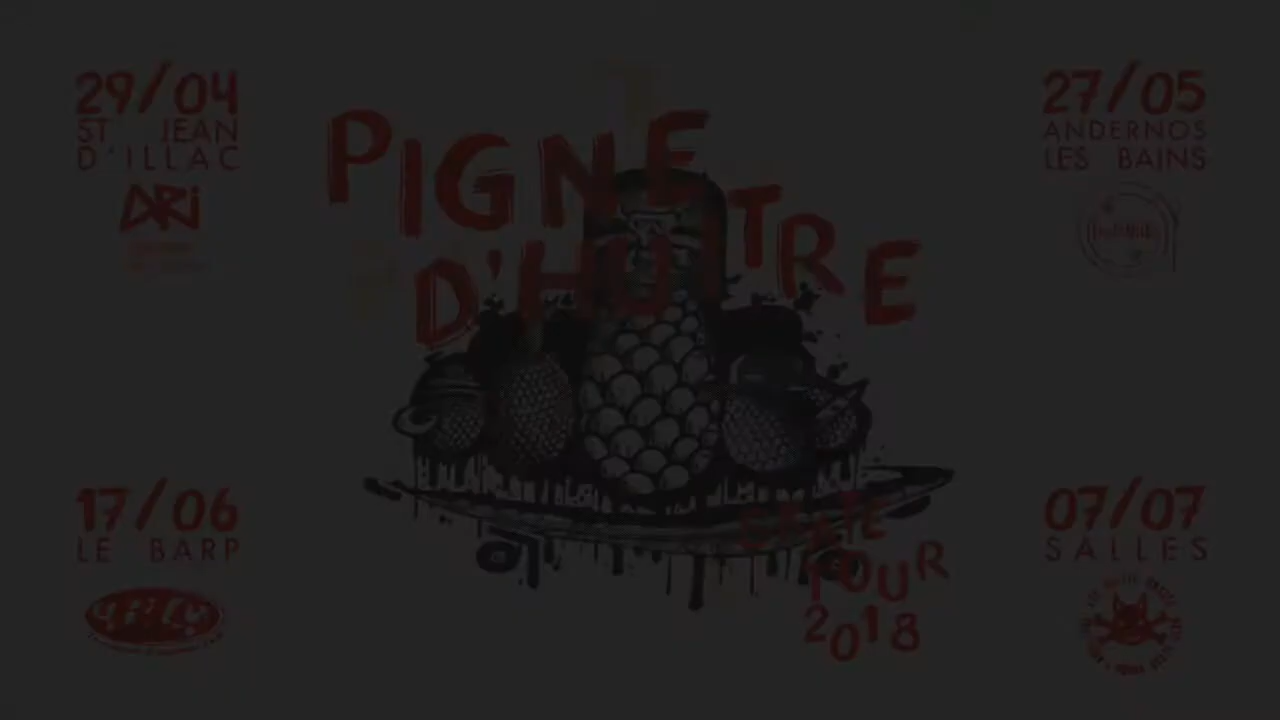 29/04
ST JEAN
D'ILLAC
27/05
ANDERNOS
LES BAINS
PIGNE
D'HUITRE
17/06
LE BARP
07/07
SALLES
SKATE
TOUR
2018